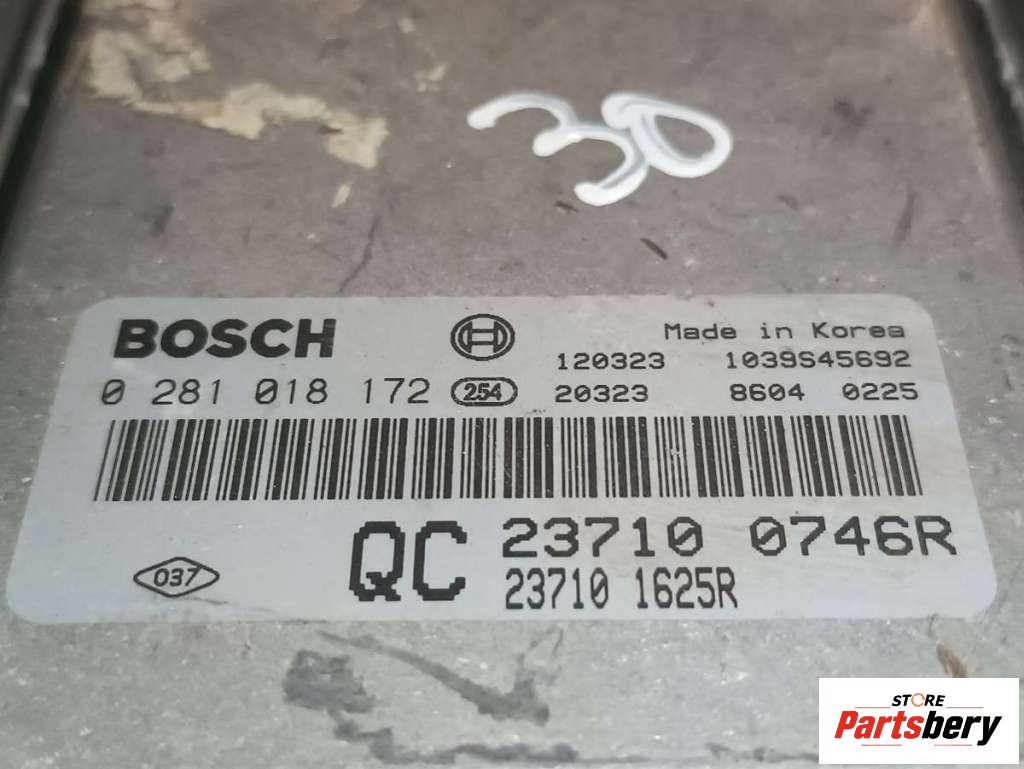 30
BOSCH
Made in Korea
120323 1039S45692
0 281 018 172 254 20323 8604 0225
QC 23710 0746R
037 23710 1625R
STORE
Partsbery